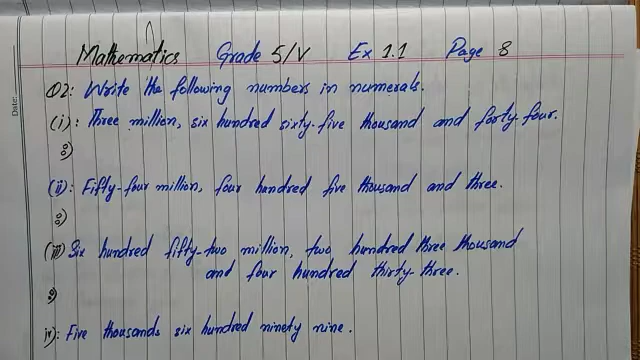 Mathematics Grade 5/V Ex 1.1 Page 8
Q2: Write the following numbers in numerals.
(i): Three million, six hundred sixty-five thousand and forty-four.
(ii): Fifty-four million, four hundred five thousand and three.
(iii) Six hundred fifty-two million, two hundred three thousand
and four hundred thirty-three.
iv): Five thousands six hundred ninety nine.
Date: